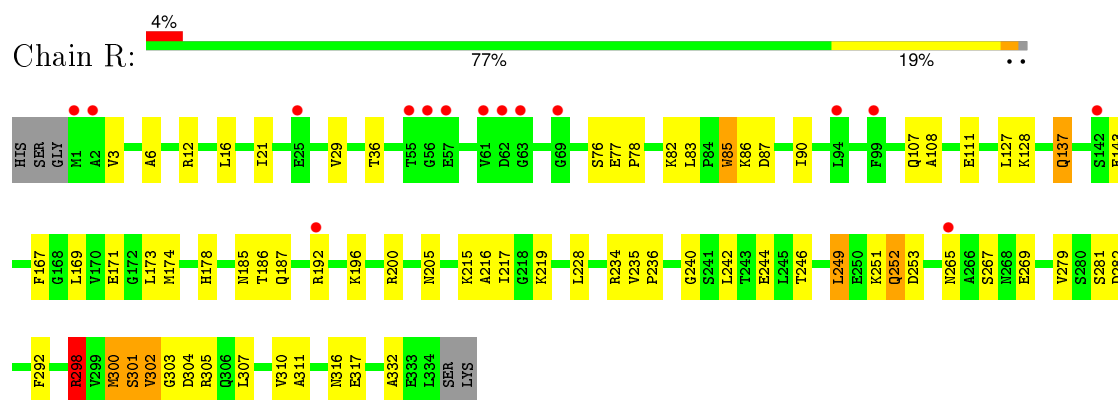 4%
Chain R:
77% 19% • •
HIS SER GLY M1 A2 V3 A6 R12 L16 I21 E25 V29 T36 T55 G56 E57 V61 D62 G63 G69 S76 E77 P78 K82 L83 P84 W85 K86 D87 I90 L94 F99 Q107 A108 E111 L127 K128 Q137 S142
F167 G168 L169 V170 E171 G172 L173 M174 H178 N185 T186 Q187 R192 K196 R200 N205 K215 A216 I217 G218 K219 L228 R234 V235 P236 G240 S241 L242 T243 E244 L245 T246 L249 E250 K251 Q252 D253 N265 A266 S267 N268 E269 V279 S280 S281
F292 R298 V299 M300 S301 V302 G303 D304 R305 Q306 L307 V310 A311 N316 E317 A332 E333 L334 SER LYS